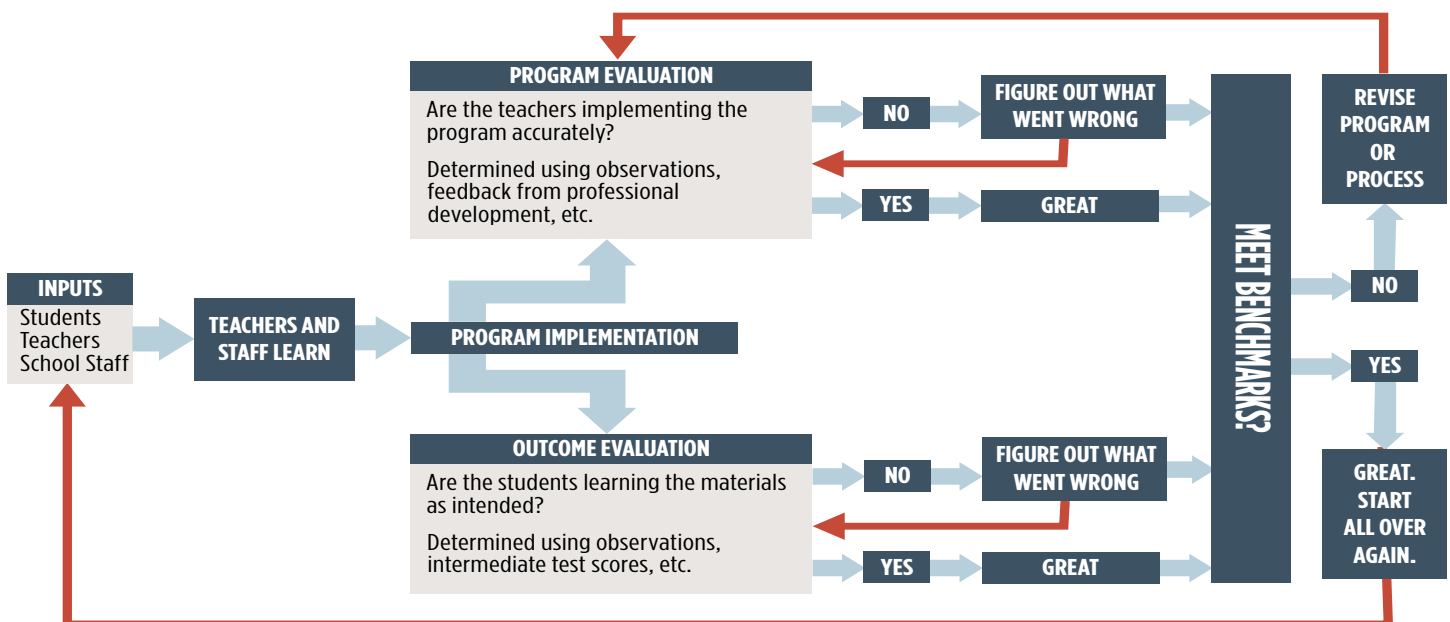 INPUTS
Students
Teachers
School Staff
TEACHERS AND
STAFF LEARN
PROGRAM IMPLEMENTATION
PROGRAM EVALUATION
Are the teachers implementing the
program accurately?
Determined using observations,
feedback from professional
development, etc.
NO
FIGURE OUT WHAT
WENT WRONG
YES
GREAT
OUTCOME EVALUATION
Are the students learning the materials
as intended?
Determined using observations,
intermediate test scores, etc.
NO
FIGURE OUT WHAT
WENT WRONG
YES
GREAT
MEET BENCHMARKS?
NO
REVISE
PROGRAM
OR
PROCESS
YES
GREAT.
START
ALL OVER
AGAIN.